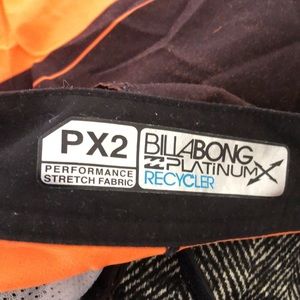 PX2
PERFORMANCE
STRETCH FABRIC
BILLABONG
PLATINUM X
RECYCLER